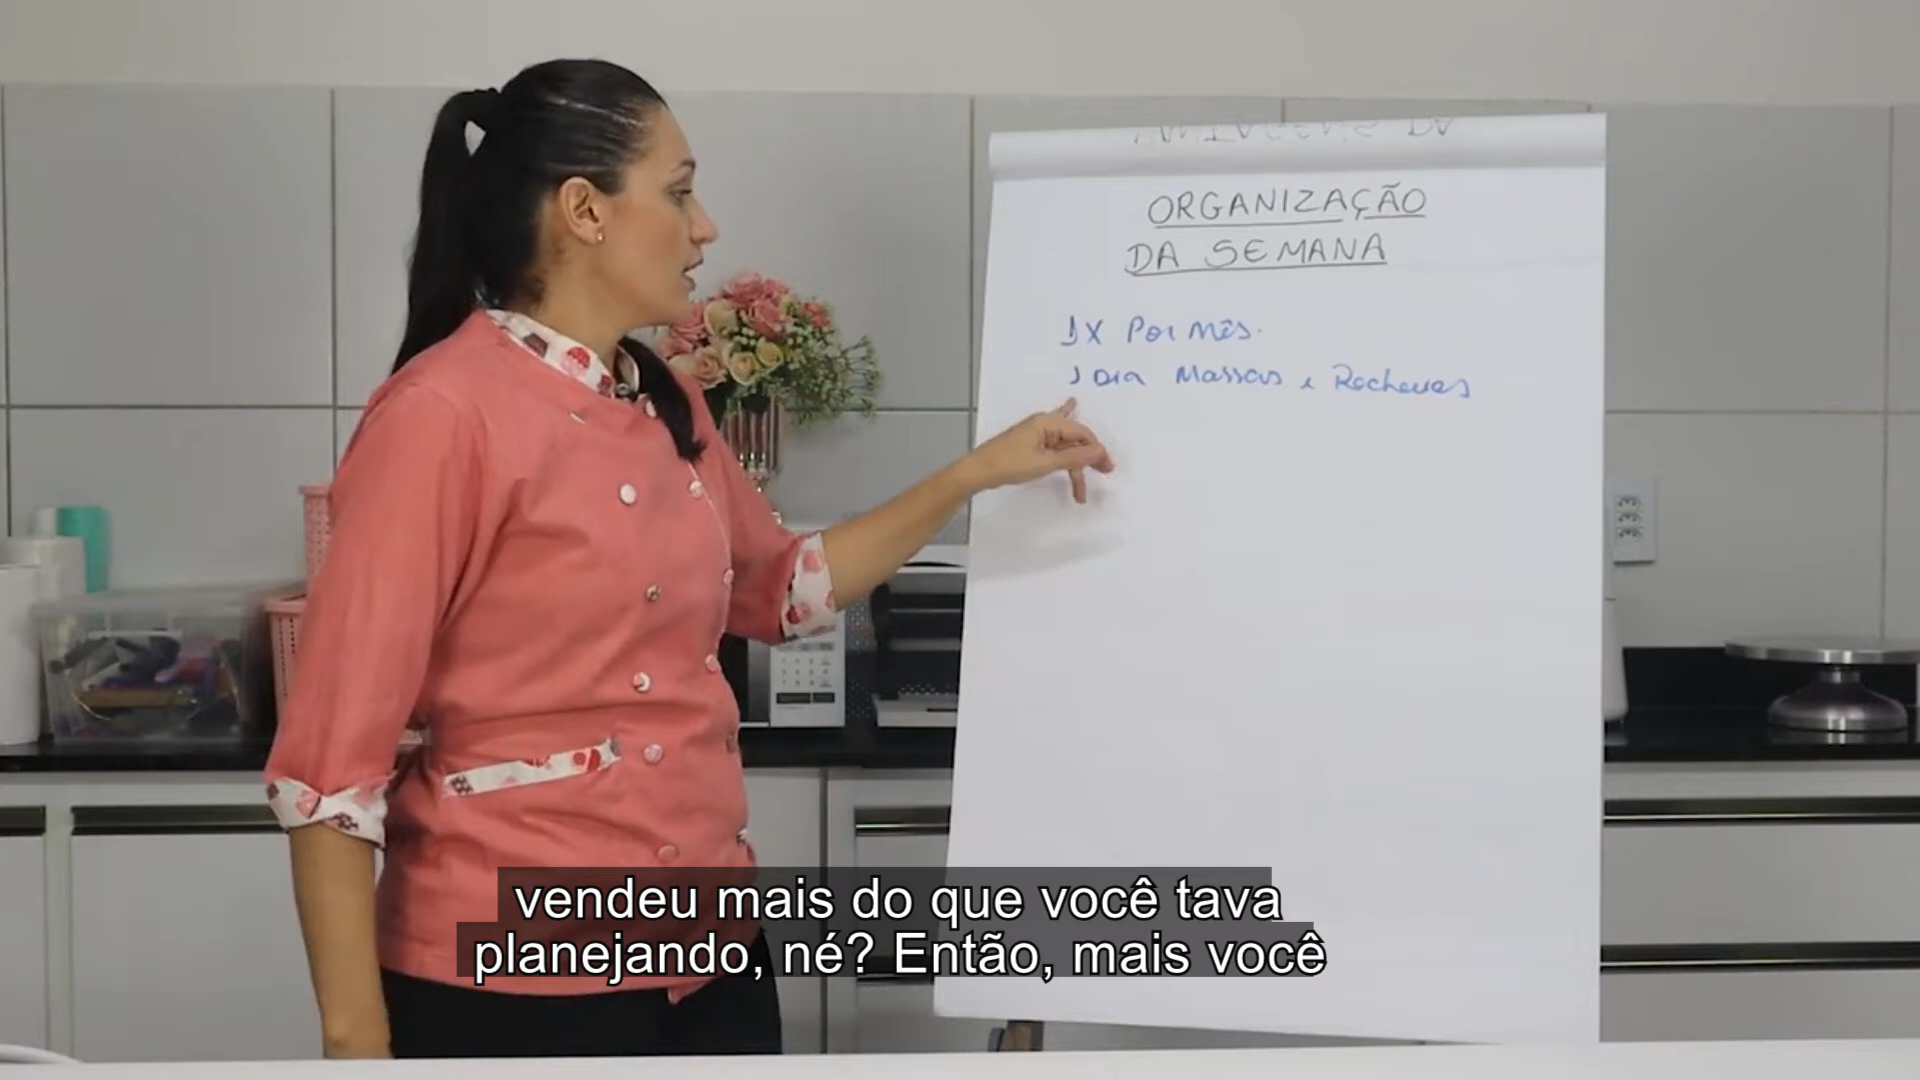 ORGANIZAÇÃO
DA SEMANA
1X Por mês.
1 Dia Massas e Recheios
vendeu mais do que você tava
planejando, né? Então, mais você